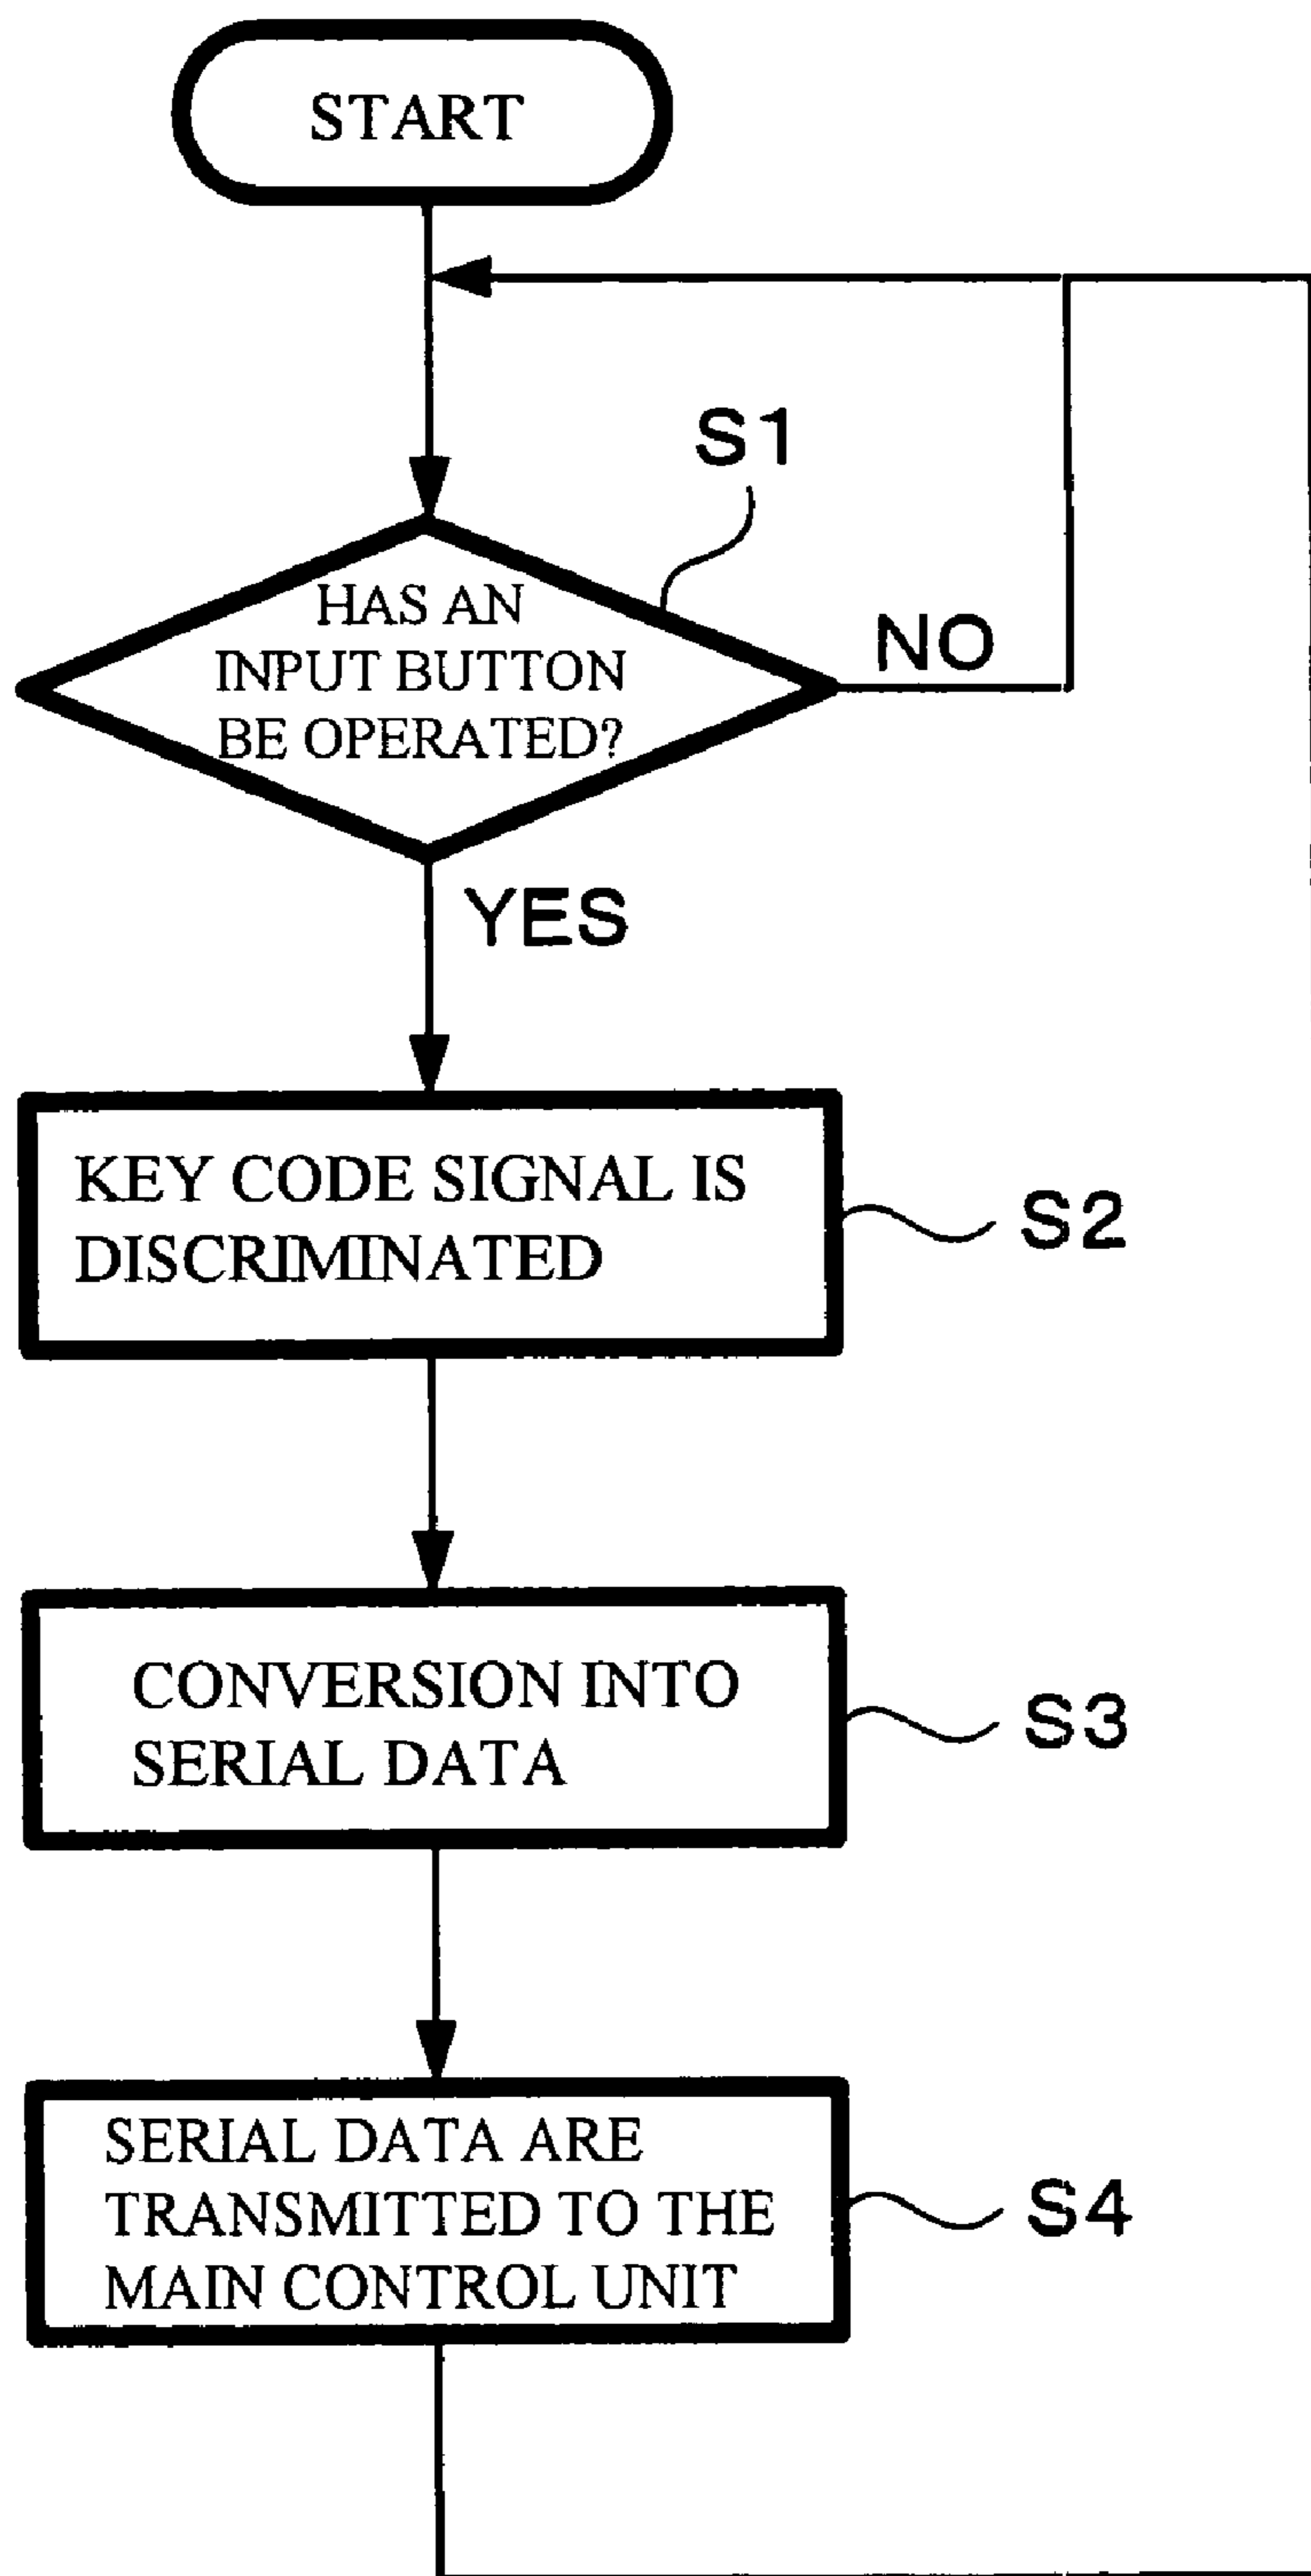 START
S1
HAS AN
INPUT BUTTON
BE OPERATED?
NO
YES
KEY CODE SIGNAL IS
DISCRIMINATED
S2
CONVERSION INTO
SERIAL DATA
S3
SERIAL DATA ARE
TRANSMITTED TO THE
MAIN CONTROL UNIT
S4